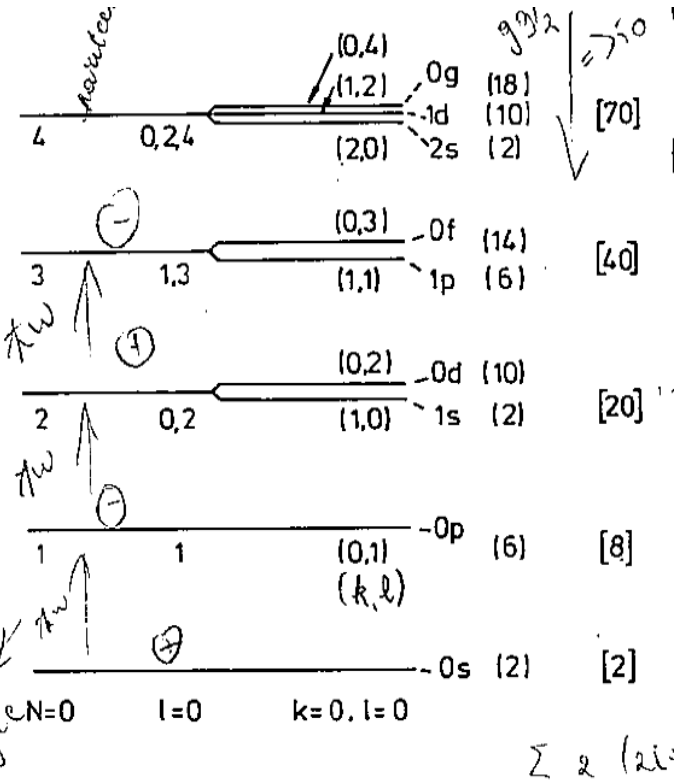 g 7/2 =>
(0,4)
(1,2) 0g (18)
4 0,2,4 1d (10) [70]
(2,0) 2s (2)
−
(0,3) 0f (14)
3 1,3 (1,1) 1p (6) [40]
ħω
+
(0,2) 0d (10)
2 0,2 (1,0) 1s (2) [20]
ħω
−
0p
1 1 (0,1) (6) [8]
(k,l)
ħω
+
0s (2) [2]
N=0 l=0 k=0, l=0
Σ 2 (2